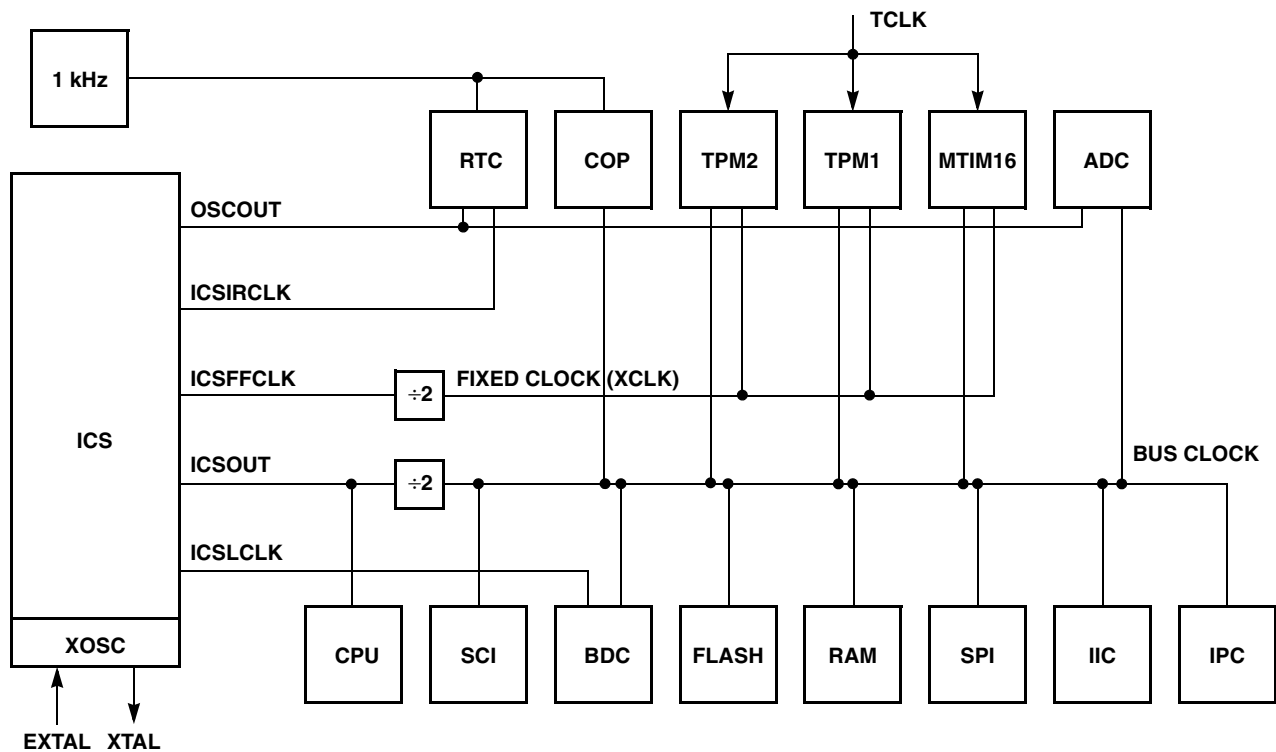 TCLK
1 kHz
RTC
COP
TPM2
TPM1
MTIM16
ADC
OSCOUT
ICSIRCLK
ICSFFCLK
÷2
FIXED CLOCK (XCLK)
ICS
ICSOUT
÷2
BUS CLOCK
ICSLCLK
XOSC
CPU
SCI
BDC
FLASH
RAM
SPI
IIC
IPC
EXTAL
XTAL